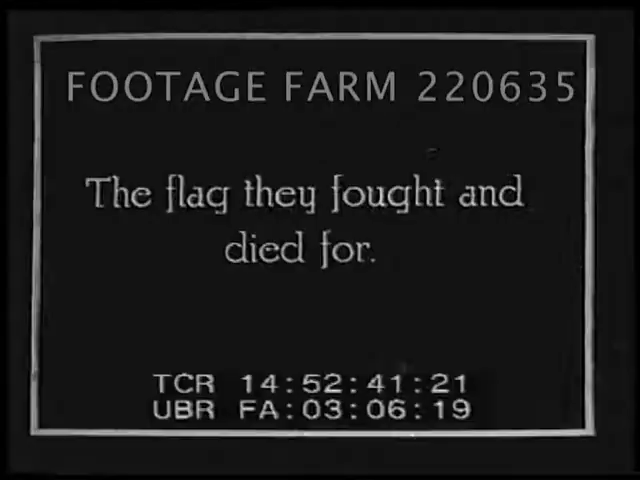 FOOTAGE FARM 220635
The flag they fought and
died for.
TCR 14:52:41:21
UBR FA:03:06:19